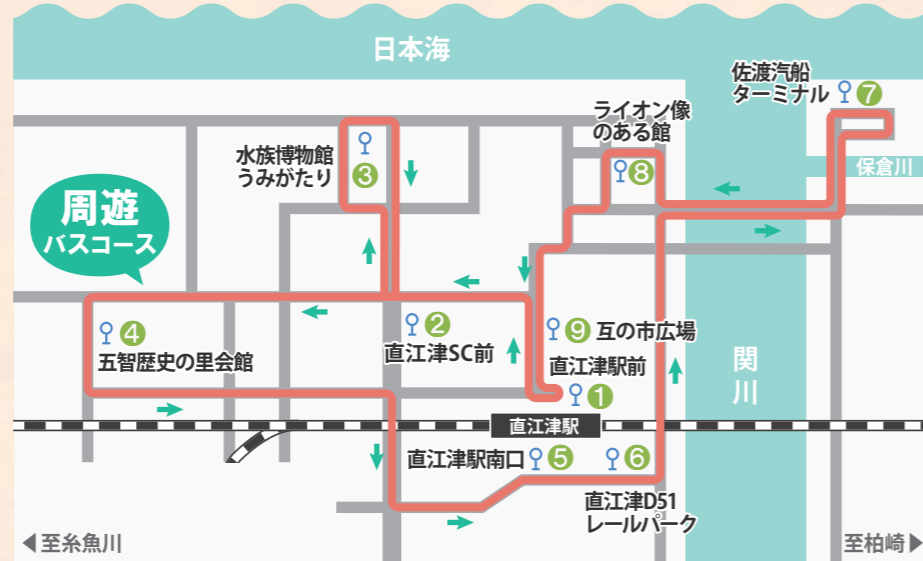 日本海
佐渡汽船
ターミナル
⑦
ライオン像
のある館
⑧
水族博物館
うみがたり
③
保倉川
周遊
バスコース
④
五智歴史の里会館
②
直江津SC前
⑨ 互の市広場
直江津駅前
①
関川
直江津駅
直江津駅南口 ⑤
⑥
直江津D51
レールパーク
◀至糸魚川
至柏崎▶